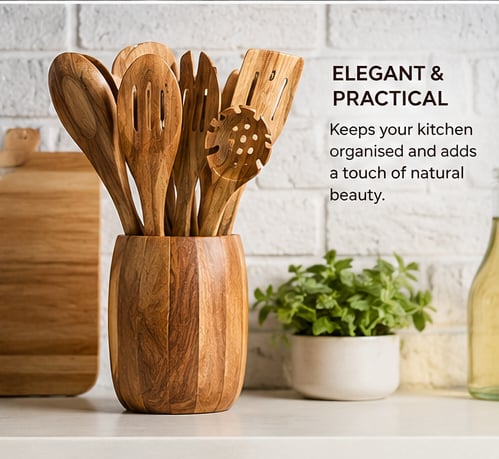 ELEGANT &
PRACTICAL
Keeps your kitchen
organised and adds
a touch of natural
beauty.